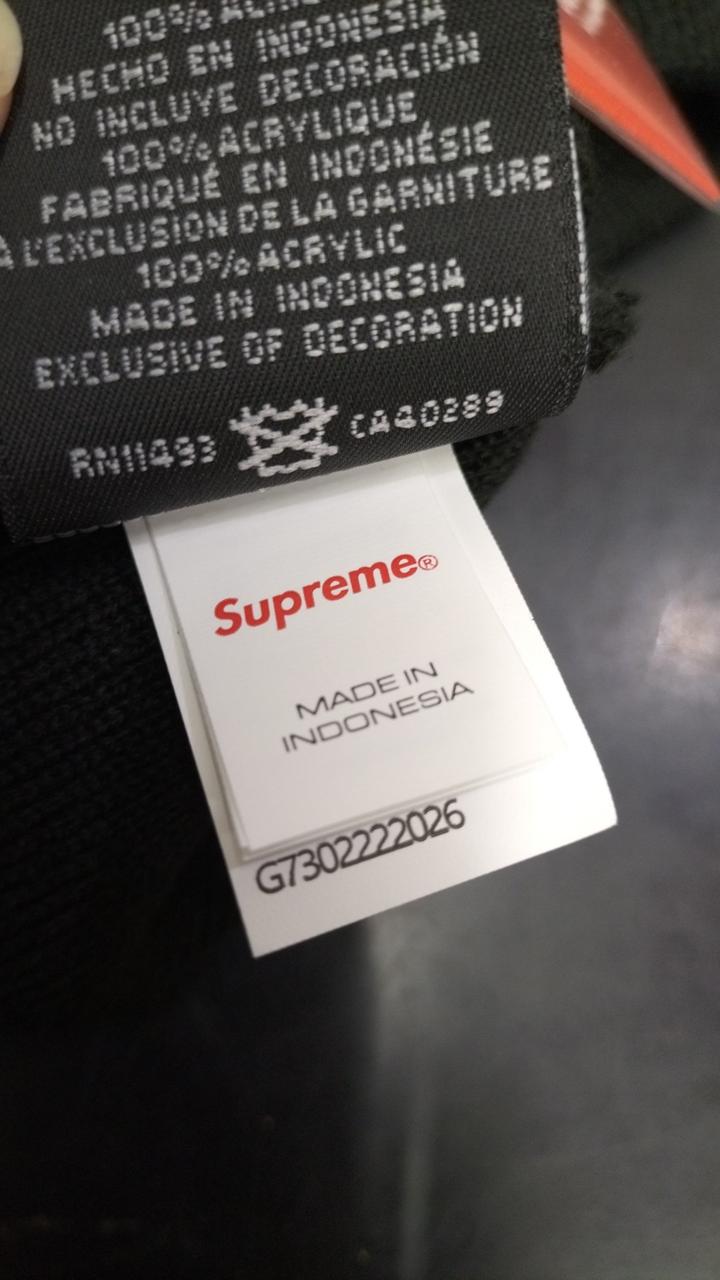 100%
HECHO EN INDONESIA
NO INCLUYE DECORACIÓN
100% ACRYLIQUE
FABRIQUÉ EN INDONÉSIE
À L'EXCLUSION DE LA GARNITURE
100% ACRYLIC
MADE IN INDONESIA
EXCLUSIVE OF DECORATION
RN11493 CA40289
Supreme®
MADE IN
INDONESIA
G7302222026